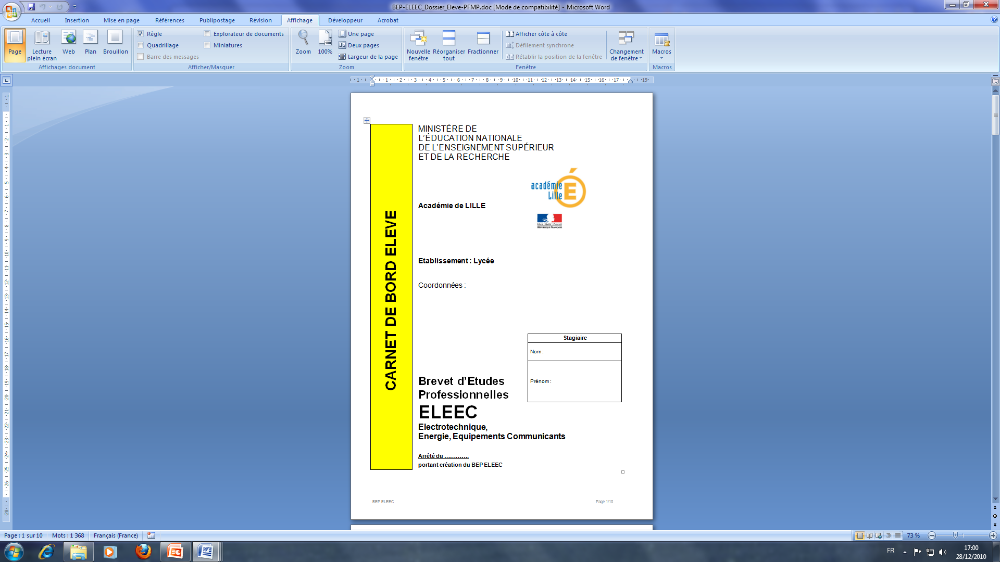 BEP-ELEEC_Dossier_Eleve-PFMP.doc [Mode de compatibilité] - Microsoft Word
Accueil Insertion Mise en page Références Publipostage Révision Affichage Développeur Acrobat
Page
Lecture plein écran
Web
Plan
Brouillon
Affichages document
Règle
Quadrillage
Barre des messages
Explorateur de documents
Miniatures
Afficher/Masquer
Zoom
100%
Une page
Deux pages
Largeur de la page
Zoom
Nouvelle fenêtre
Réorganiser tout
Fractionner
Afficher côte à côte
Défilement synchrone
Rétablir la position de la fenêtre
Changement de fenêtre
Fenêtre
Macros
Macros
CARNET DE BORD ELEVE
MINISTÈRE DE
L’ÉDUCATION NATIONALE
DE L’ENSEIGNEMENT SUPÉRIEUR
ET DE LA RECHERCHE
académie
Lille
É
Liberté • Égalité • Fraternité
RÉPUBLIQUE FRANÇAISE
Académie de LILLE
Etablissement : Lycée
Coordonnées :
Stagiaire
Nom :
Prénom :
Brevet d’Etudes
Professionnelles
ELEEC
Electrotechnique,
Energie, Equipements Communicants
Arrêté du ………….
portant création du BEP ELEEC
BEP ELEEC Page 1/10
Page : 1 sur 10 Mots : 1 368 Français (France) 73 %
FR 17:00
28/12/2010